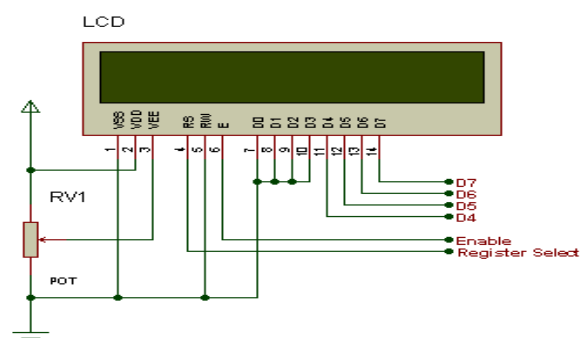 LCD
VSS VDD VEE RS RW E D0 D1 D2 D3 D4 D5 D6 D7
1 2 3 4 5 6 7 8 9 10 11 12 13 14
D7
D6
RV1
D5
D4
Enable
Register Select
POT